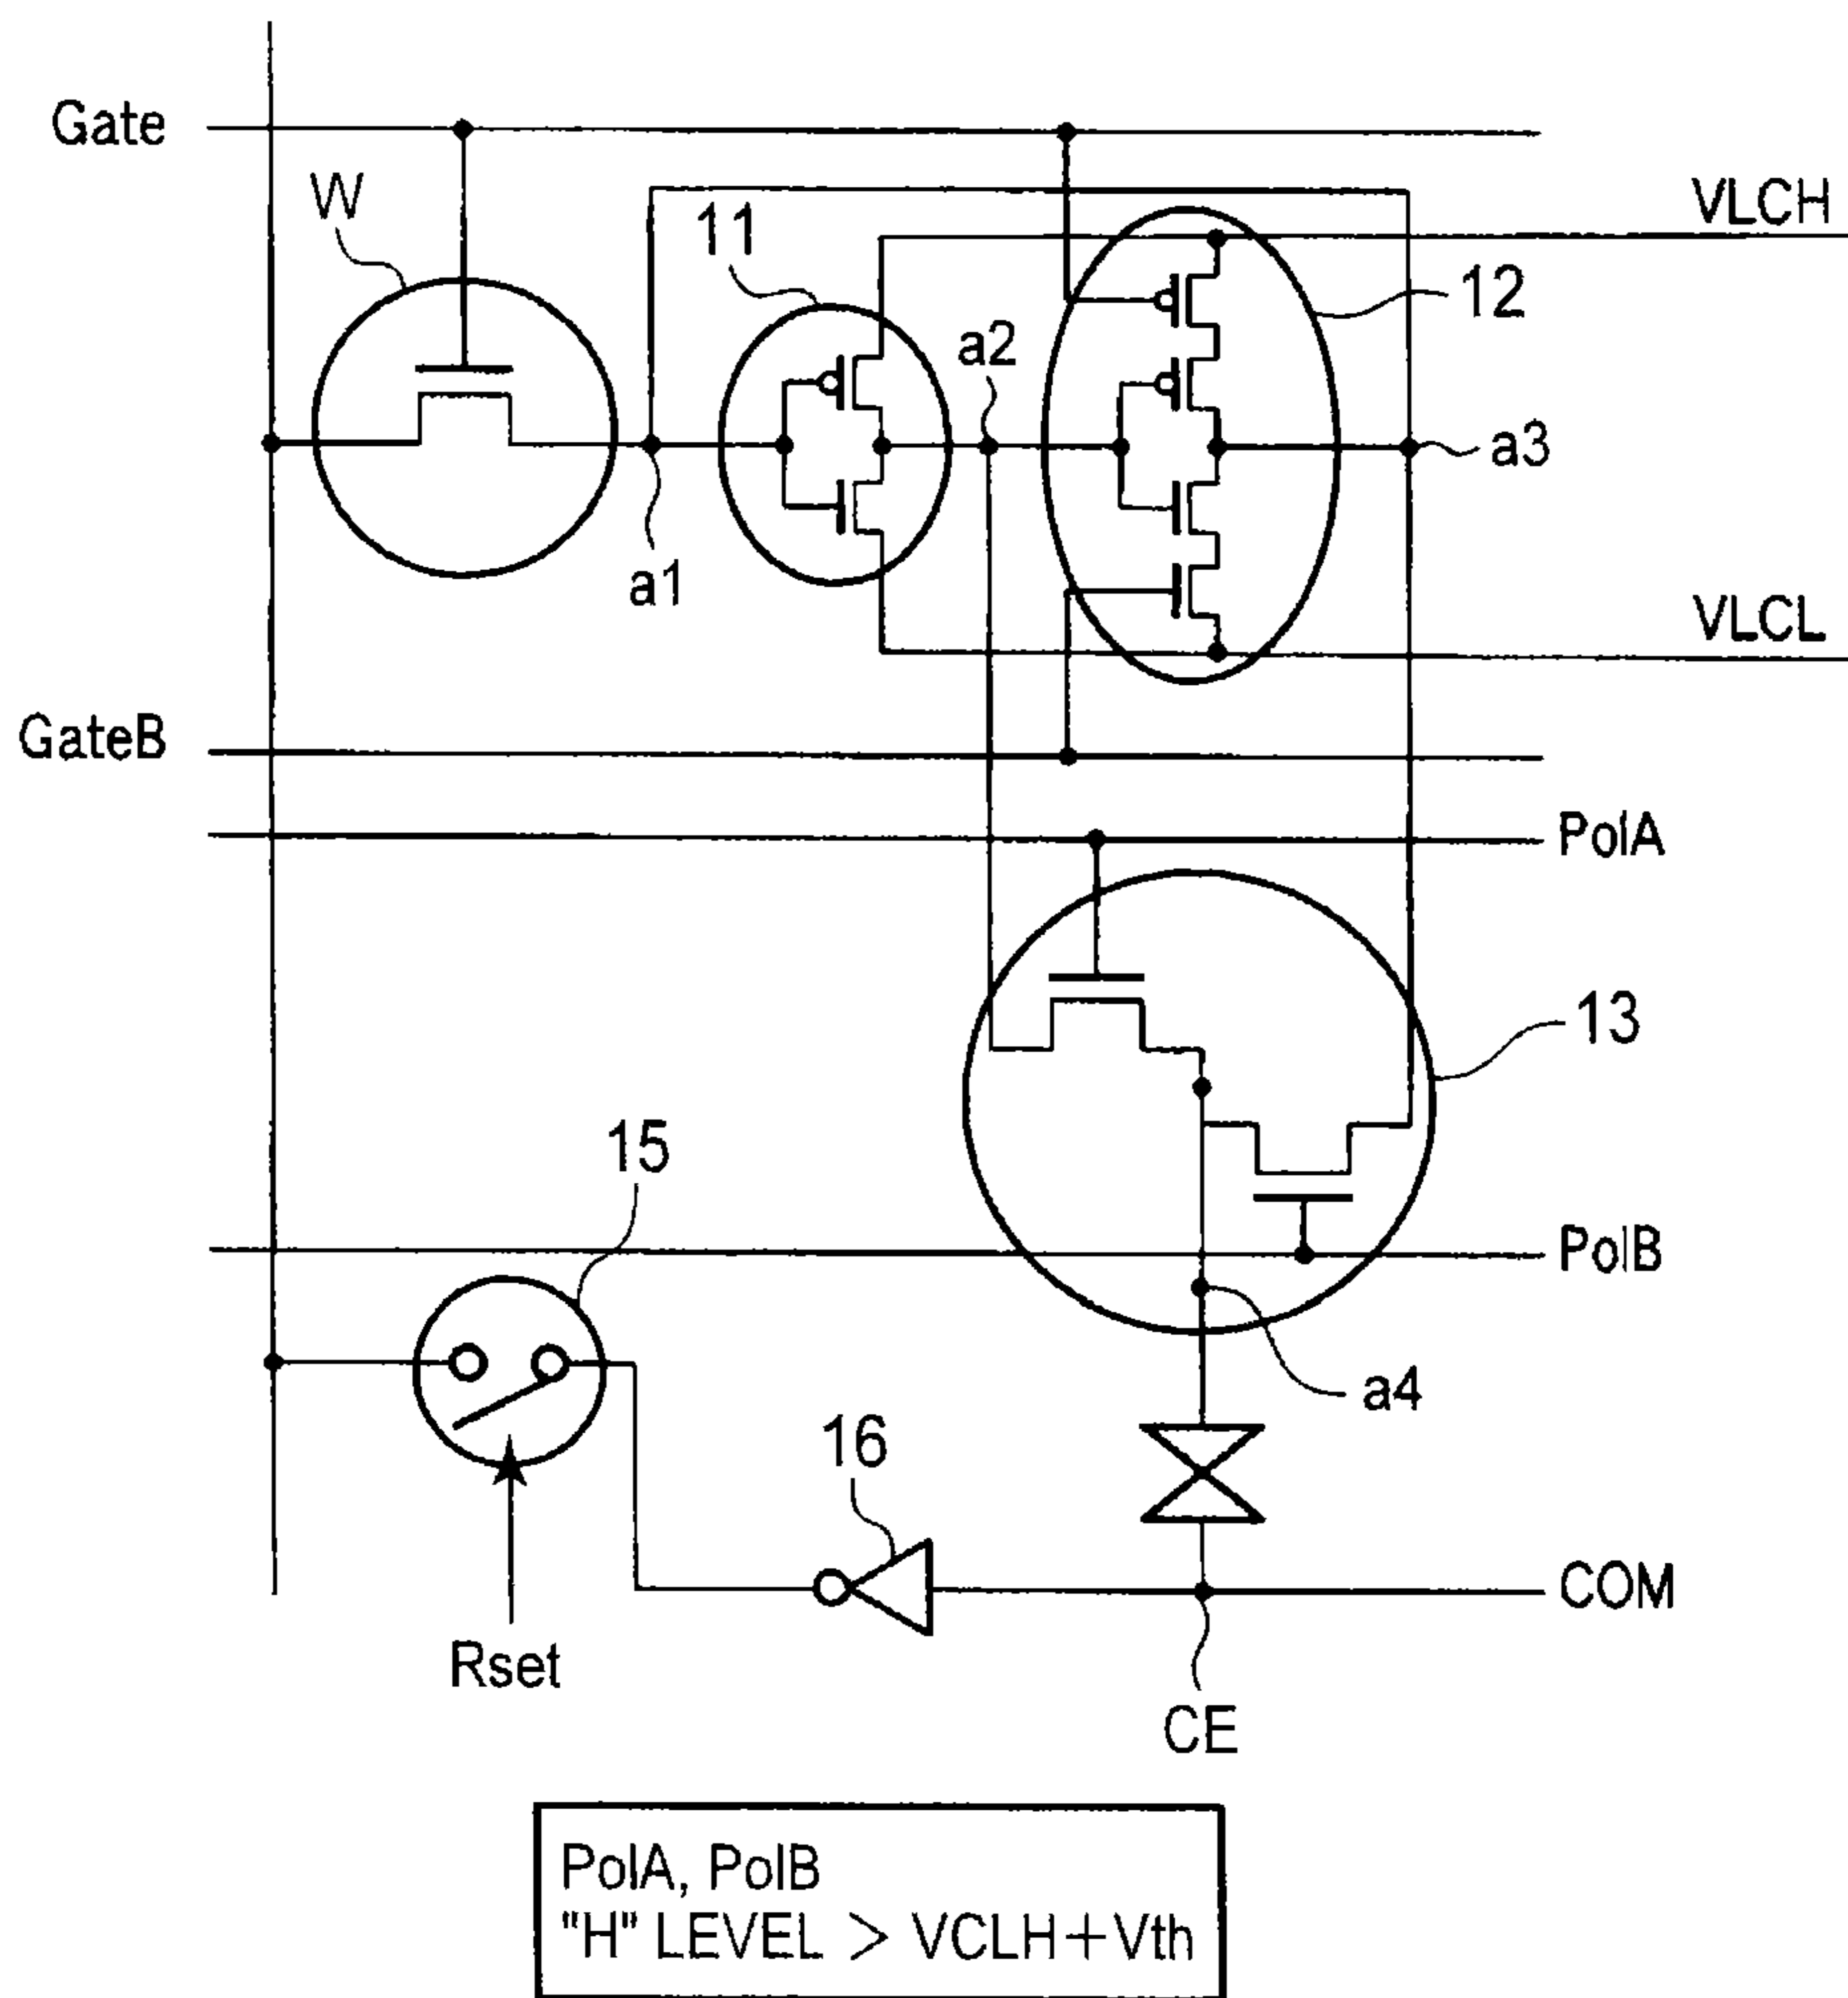 Gate
W
11
VLCH
12
a2
a3
a1
VLCL
GateB
PolA
13
15
PolB
a4
16
COM
Rset
CE
PolA, PolB
"H" LEVEL > VCLH+Vth